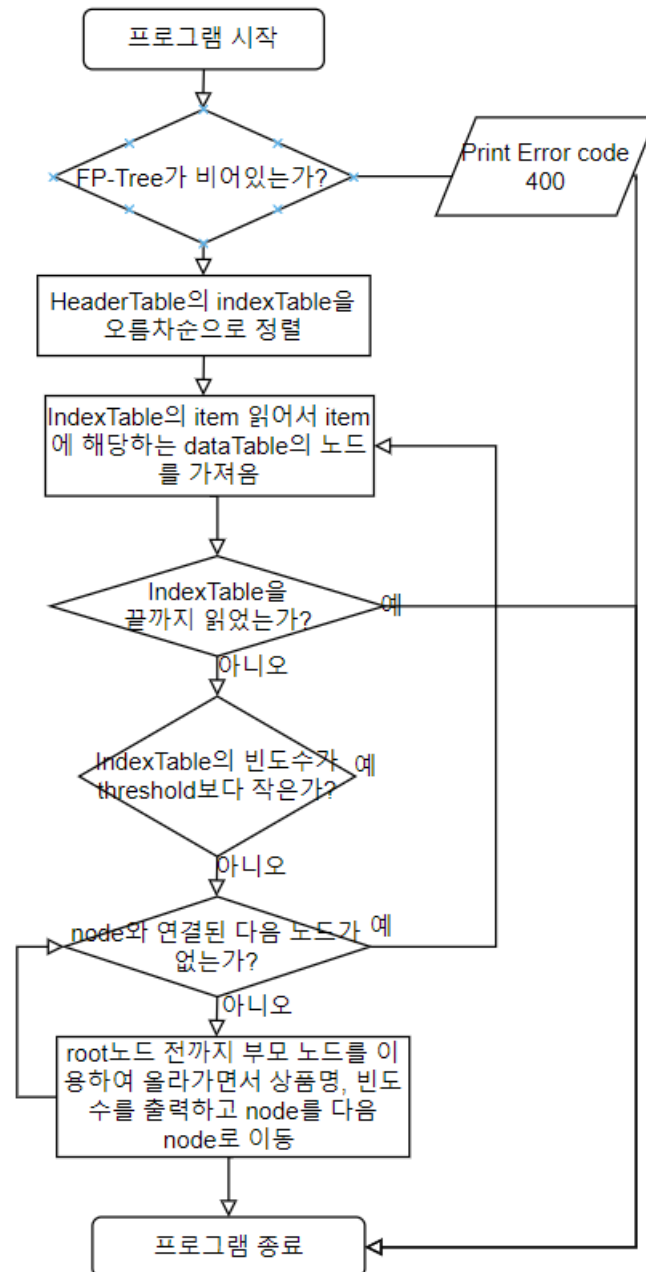 프로그램 시작
FP-Tree가 비어있는가?
Print Error code
400
HeaderTable의 indexTable을
오름차순으로 정렬
IndexTable의 item 읽어서 item
에 해당하는 dataTable의 노드
를 가져옴
IndexTable을
끝까지 읽었는가?
예
아니오
IndexTable의 빈도수가
threshold보다 작은가?
예
아니오
node와 연결된 다음 노드가
없는가?
예
아니오
root노드 전까지 부모 노드를 이
용하여 올라가면서 상품명, 빈도
수를 출력하고 node를 다음
node로 이동
프로그램 종료